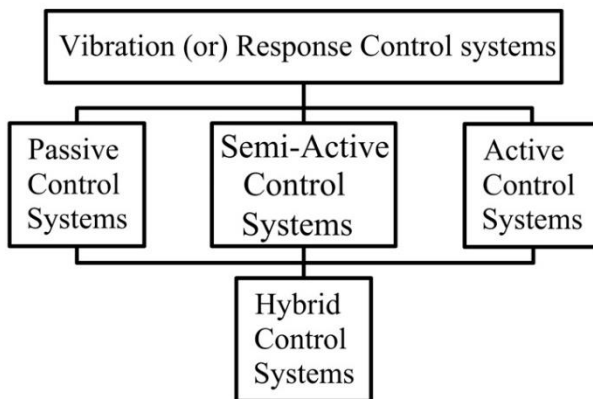 Vibration (or) Response Control systems
Passive
Control
Systems
Semi-Active
Control
Systems
Active
Control
Systems
Hybrid
Control
Systems